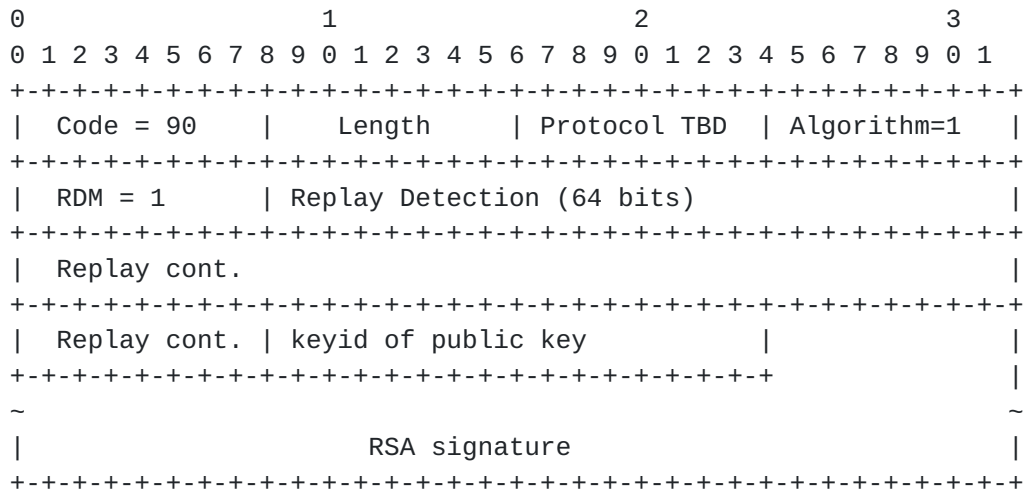 0                   1                   2                   3
0 1 2 3 4 5 6 7 8 9 0 1 2 3 4 5 6 7 8 9 0 1 2 3 4 5 6 7 8 9 0 1
+-+-+-+-+-+-+-+-+-+-+-+-+-+-+-+-+-+-+-+-+-+-+-+-+-+-+-+-+-+-+-+-+
|  Code = 90    |    Length     | Protocol TBD  | Algorithm=1   |
+-+-+-+-+-+-+-+-+-+-+-+-+-+-+-+-+-+-+-+-+-+-+-+-+-+-+-+-+-+-+-+-+
|  RDM = 1      | Replay Detection (64 bits)                    |
+-+-+-+-+-+-+-+-+-+-+-+-+-+-+-+-+-+-+-+-+-+-+-+-+-+-+-+-+-+-+-+-+
|  Replay cont.                                                 |
+-+-+-+-+-+-+-+-+-+-+-+-+-+-+-+-+-+-+-+-+-+-+-+-+-+-+-+-+-+-+-+-+
|  Replay cont. | keyid of public key           |               |
+-+-+-+-+-+-+-+-+-+-+-+-+-+-+-+-+-+-+-+-+-+-+-+-+               |
~                                                               ~
|                      RSA signature                            |
+-+-+-+-+-+-+-+-+-+-+-+-+-+-+-+-+-+-+-+-+-+-+-+-+-+-+-+-+-+-+-+-+